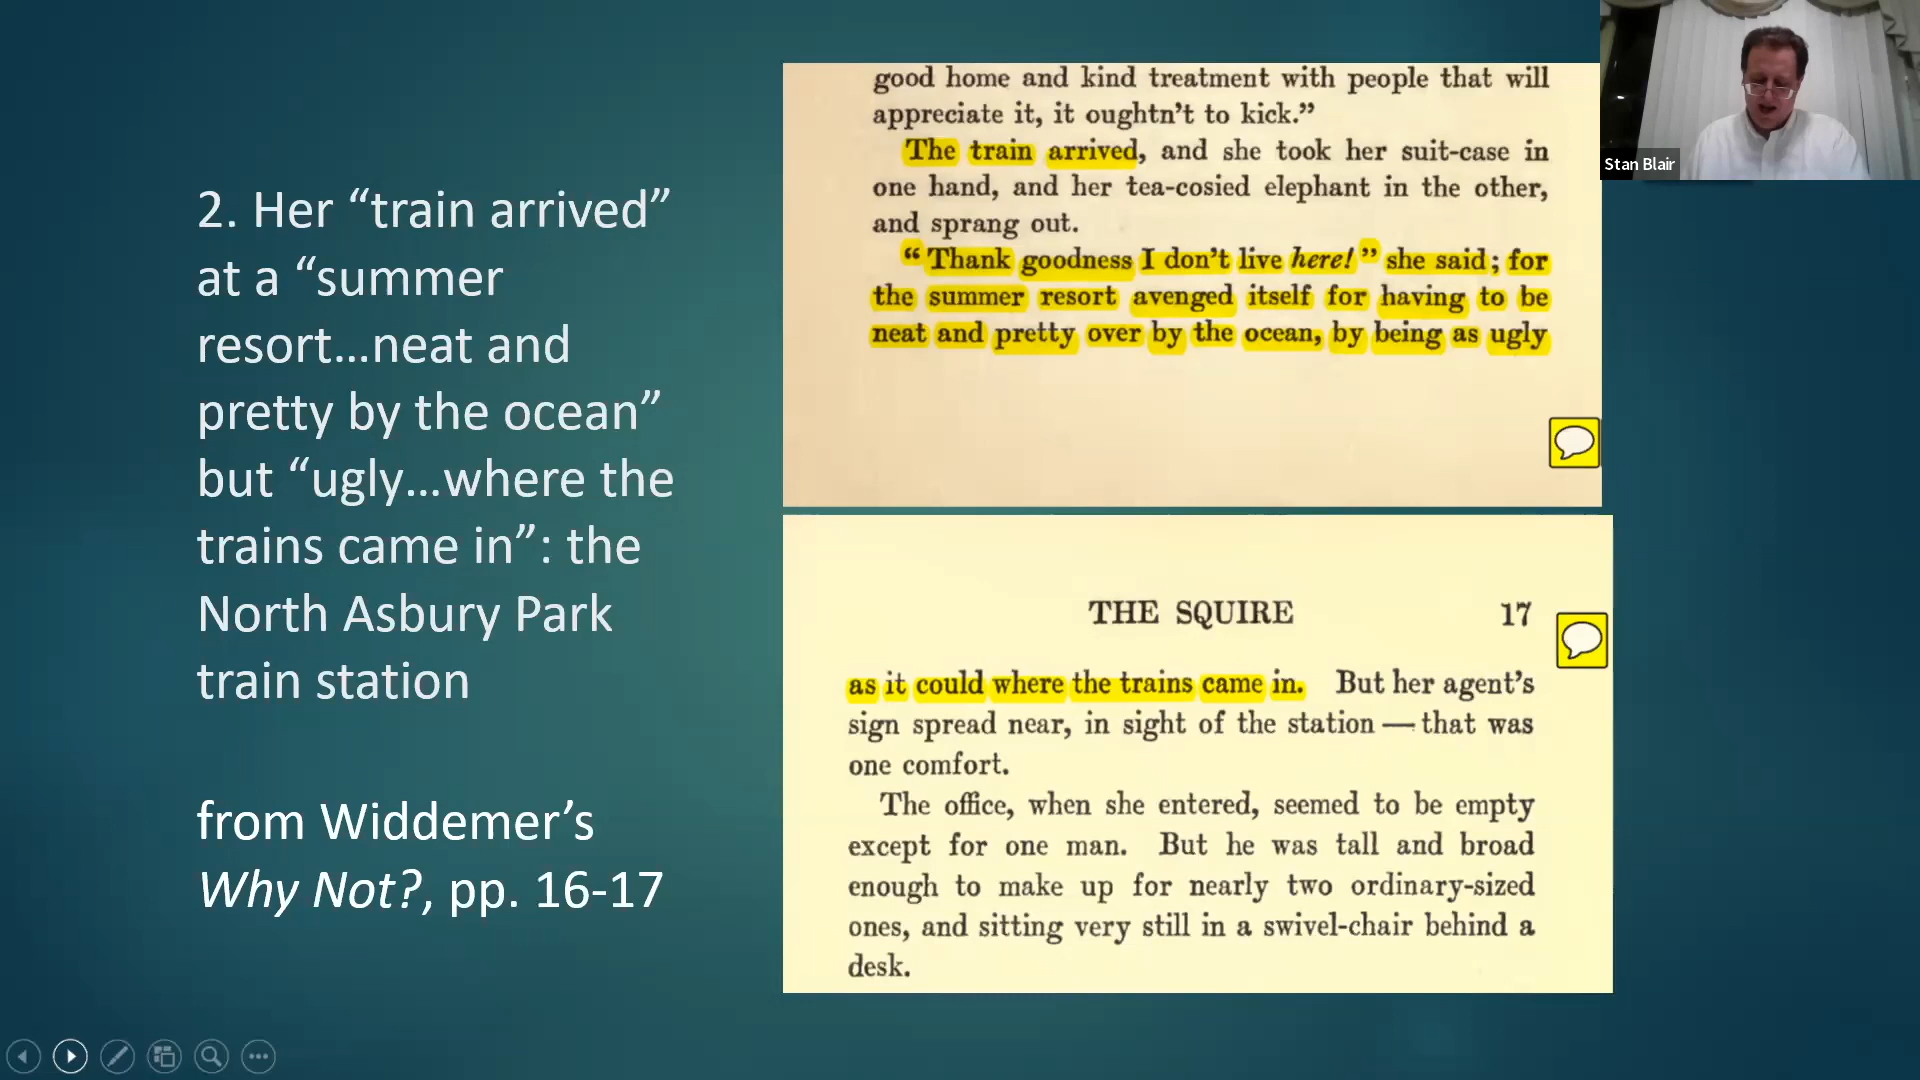 2. Her “train arrived”
at a “summer
resort…neat and
pretty by the ocean”
but “ugly…where the
trains came in”: the
North Asbury Park
train station
from Widdemer’s
Why Not?, pp. 16-17
good home and kind treatment with people that will
appreciate it, it oughtn’t to kick.”
The train arrived, and she took her suit-case in
one hand, and her tea-cosied elephant in the other,
and sprang out.
“Thank goodness I don’t live here!” she said; for
the summer resort avenged itself for having to be
neat and pretty over by the ocean, by being as ugly
THE SQUIRE 17
as it could where the trains came in. But her agent’s
sign spread near, in sight of the station — that was
one comfort.
The office, when she entered, seemed to be empty
except for one man. But he was tall and broad
enough to make up for nearly two ordinary-sized
ones, and sitting very still in a swivel-chair behind a
desk.
Stan Blair